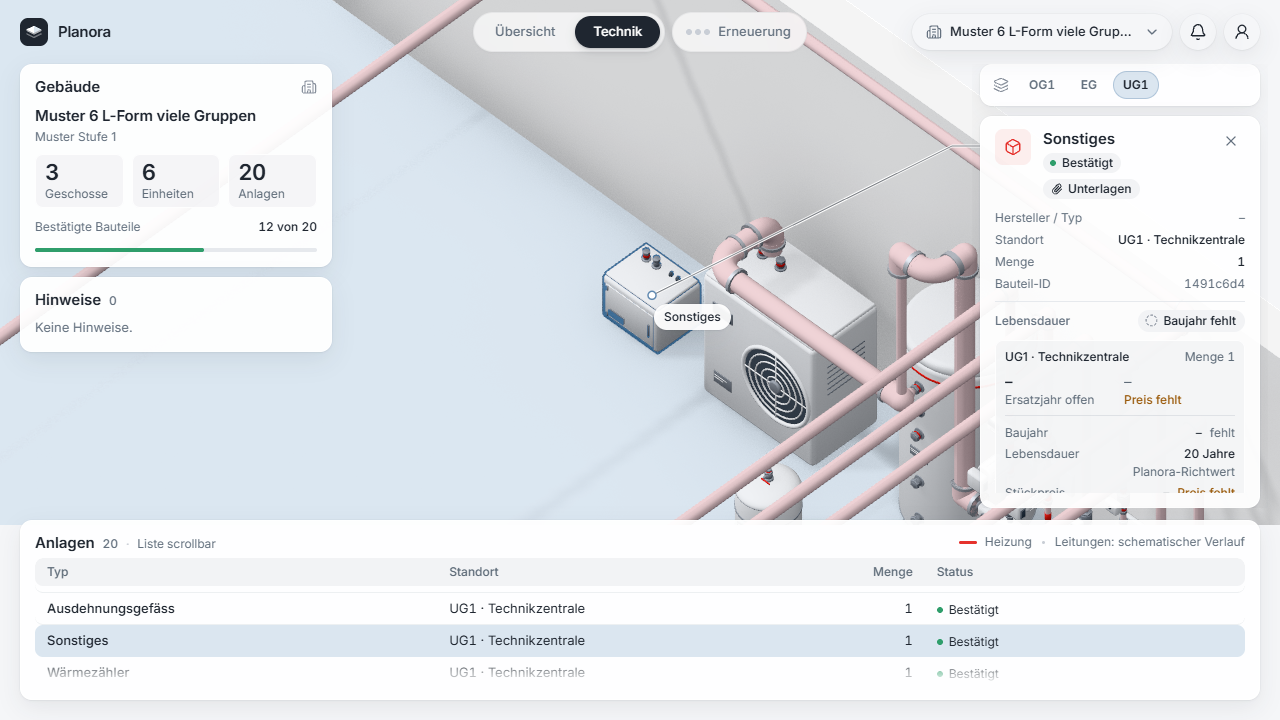 Planora
Übersicht
Technik
Erneuerung
Muster 6 L-Form viele Grup...
Gebäude
Muster 6 L-Form viele Gruppen
Muster Stufe 1
3
Geschosse
6
Einheiten
20
Anlagen
Bestätigte Bauteile
12 von 20
Hinweise 0
Keine Hinweise.
Sonstiges
OG1
EG
UG1
Sonstiges
Bestätigt
Unterlagen
Hersteller / Typ –
Standort UG1 · Technikzentrale
Menge 1
Bauteil-ID 1491c6d4
Lebensdauer Baujahr fehlt
UG1 · Technikzentrale Menge 1
– –
Ersatzjahr offen Preis fehlt
Baujahr – fehlt
Lebensdauer 20 Jahre
Planora-Richtwert
Stückpreis – Preis fehlt
Anlagen 20 · Liste scrollbar
Heizung · Leitungen: schematischer Verlauf
Typ Standort Menge Status
Ausdehnungsgefäss UG1 · Technikzentrale 1 Bestätigt
Sonstiges UG1 · Technikzentrale 1 Bestätigt
Wärmezähler UG1 · Technikzentrale 1 Bestätigt